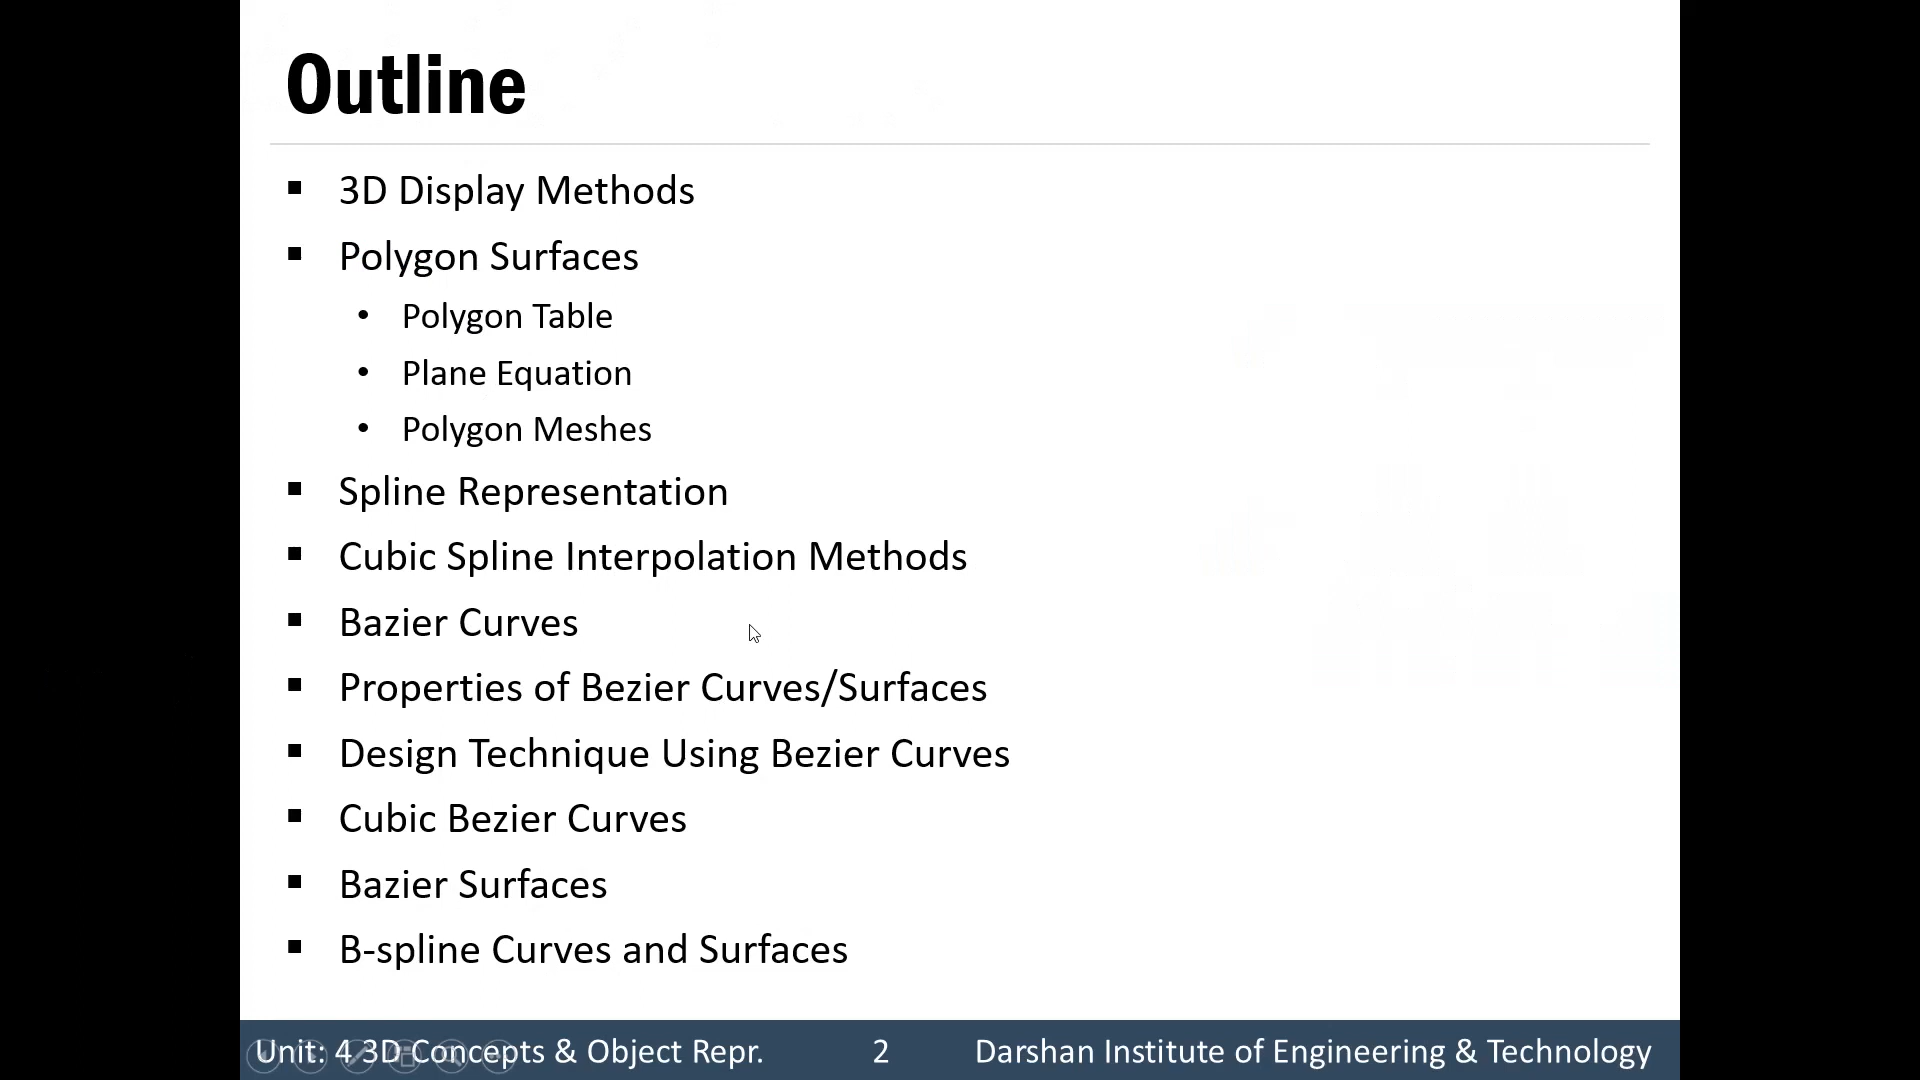 Outline
3D Display Methods
Polygon Surfaces
Polygon Table
Plane Equation
Polygon Meshes
Spline Representation
Cubic Spline Interpolation Methods
Bazier Curves
Properties of Bezier Curves/Surfaces
Design Technique Using Bezier Curves
Cubic Bezier Curves
Bazier Surfaces
B-spline Curves and Surfaces
Unit: 4 3D Concepts & Object Repr. 2 Darshan Institute of Engineering & Technology